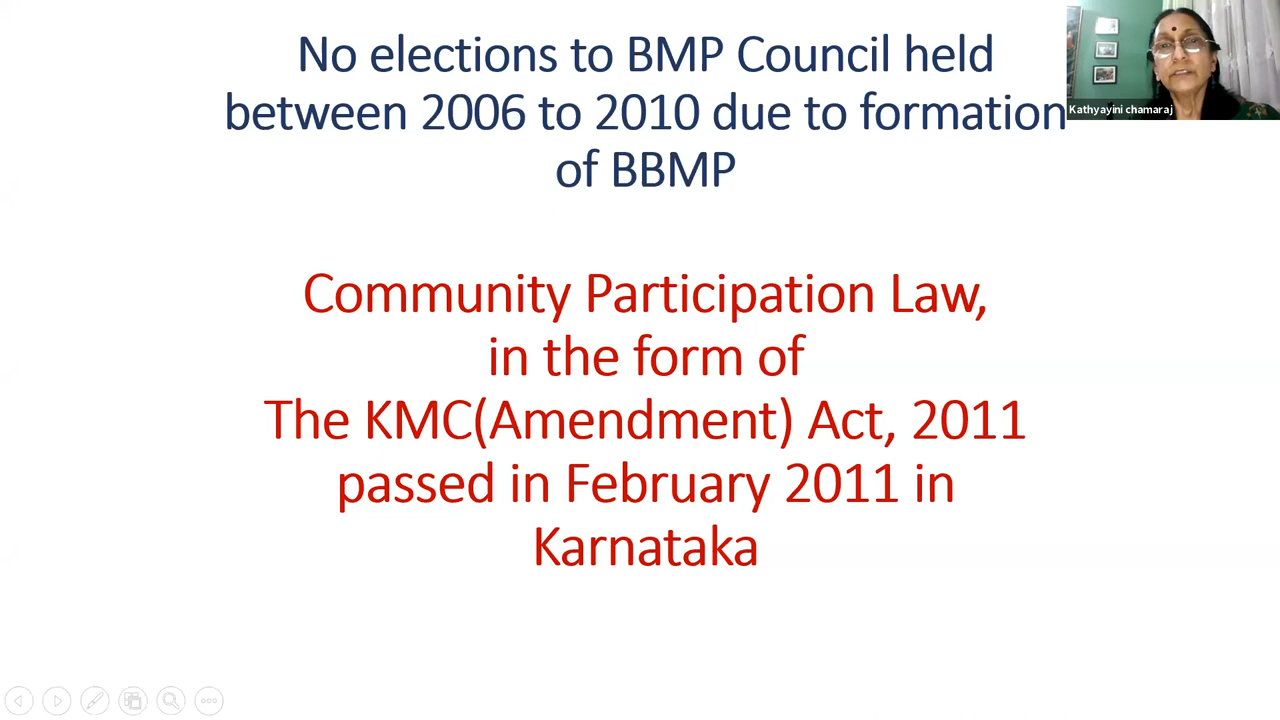 No elections to BMP Council held
between 2006 to 2010 due to formation
of BBMP
Kathyayini chamaraj
Community Participation Law,
in the form of
The KMC(Amendment) Act, 2011
passed in February 2011 in
Karnataka